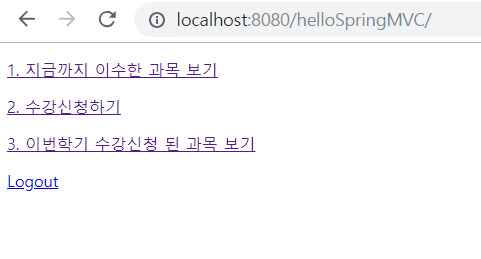 localhost:8080/helloSpringMVC/
1. 지금까지 이수한 과목 보기
2. 수강신청하기
3. 이번학기 수강신청 된 과목 보기
Logout